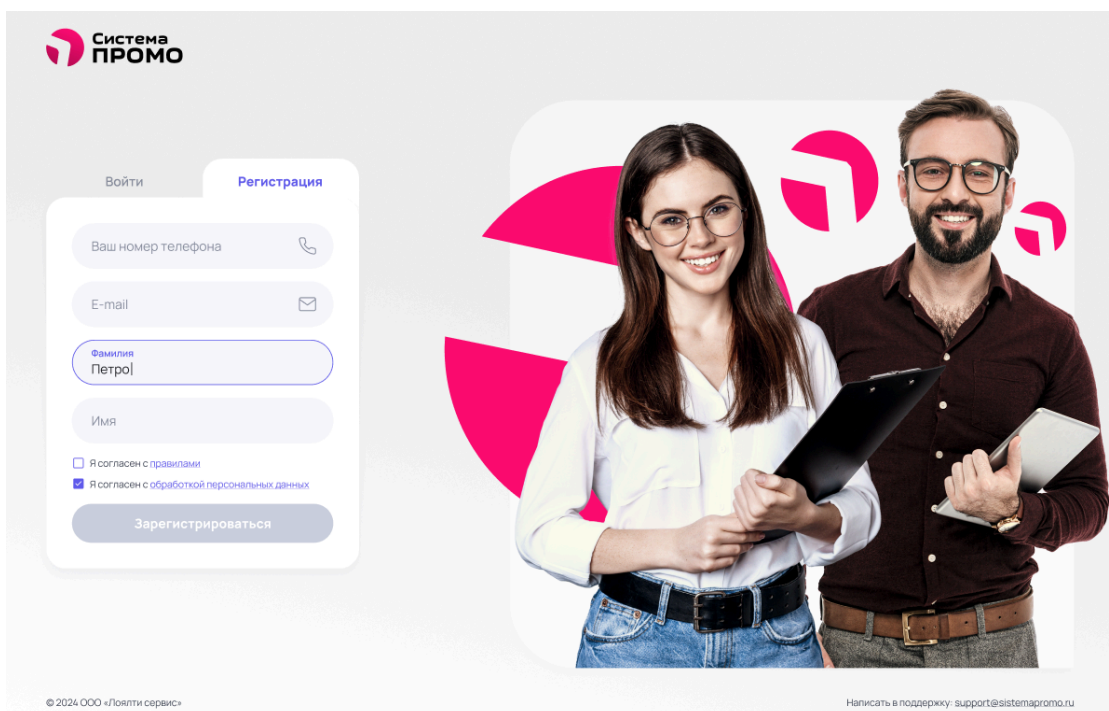 Система
ПРОМО
Войти
Регистрация
Ваш номер телефона
E-mail
Фамилия
Петро
Имя
Я согласен с правилами
Я согласен с обработкой персональных данных
Зарегистрироваться
© 2024 ООО «Лоялти сервис»
Написать в поддержку: support@sistemapromo.ru